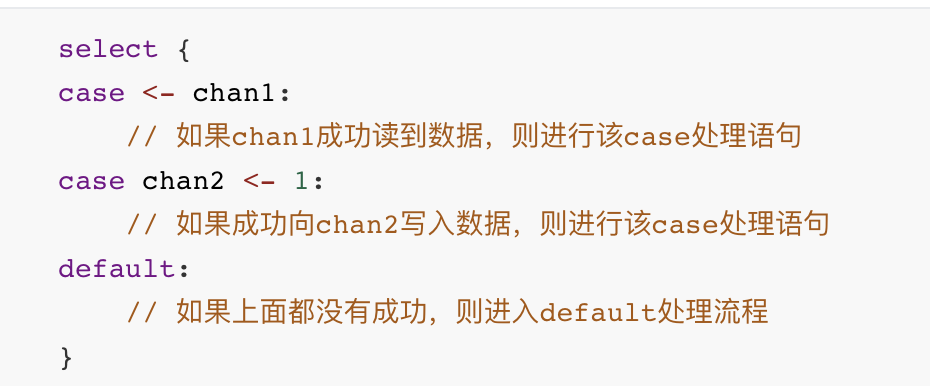 select {
case <- chan1:
    // 如果chan1成功读到数据，则进行该case处理语句
case chan2 <- 1:
    // 如果成功向chan2写入数据，则进行该case处理语句
default:
    // 如果上面都没有成功，则进入default处理流程
}